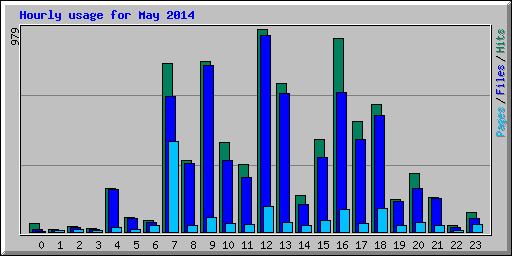 Hourly usage for May 2014
979
Pages / Files / Hits
0 1 2 3 4 5 6 7 8 9 10 11 12 13 14 15 16 17 18 19 20 21 22 23